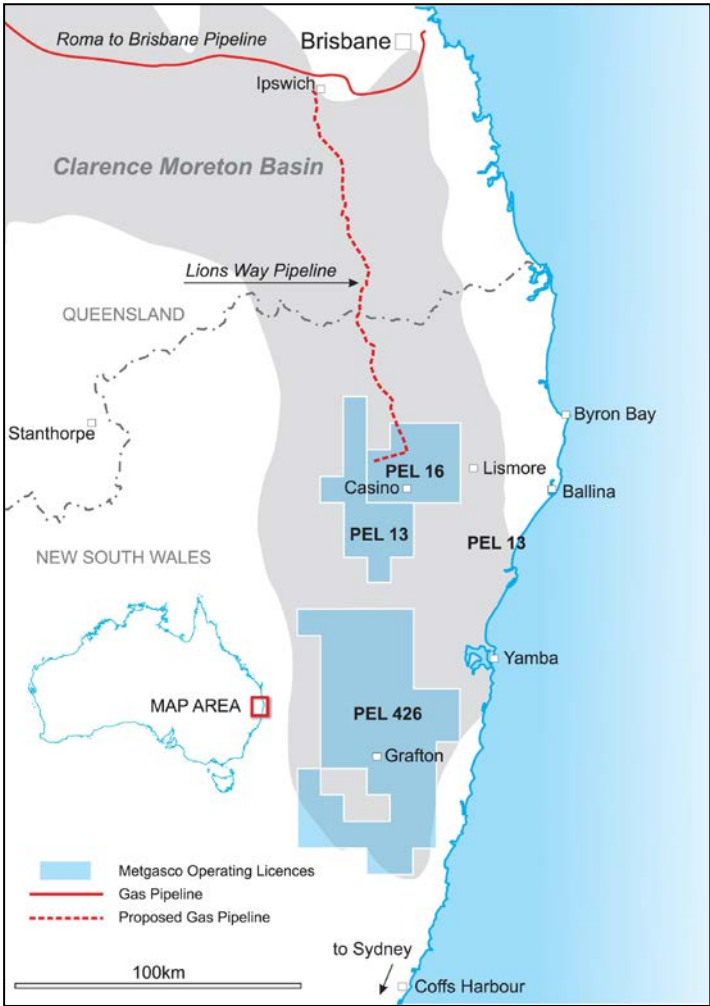 Roma to Brisbane Pipeline
Brisbane
Ipswich
Clarence Moreton Basin
Lions Way Pipeline
QUEENSLAND
Byron Bay
Stanthorpe
PEL 16
Lismore
Casino
Ballina
PEL 13
PEL 13
NEW SOUTH WALES
Yamba
MAP AREA
PEL 426
Grafton
Metgasco Operating Licences
Gas Pipeline
Proposed Gas Pipeline
to Sydney
100km
Coffs Harbour